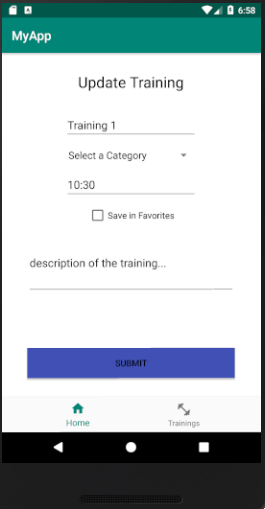 6:58
MyApp
Update Training
Training 1
Select a Category
10:30
Save in Favorites
description of the training...
SUBMIT
Home
Trainings